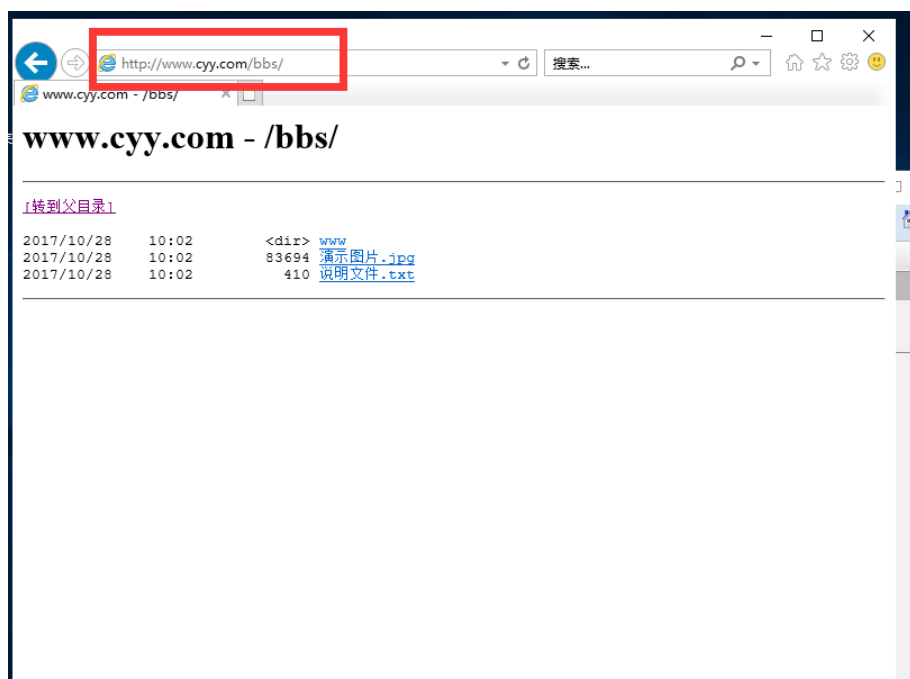 http://www.cyy.com/bbs/
搜索...
www.cyy.com - /bbs/
www.cyy.com - /bbs/
[转到父目录]
2017/10/28 10:02 <dir> www
2017/10/28 10:02 83694 演示图片.jpg
2017/10/28 10:02 410 说明文件.txt